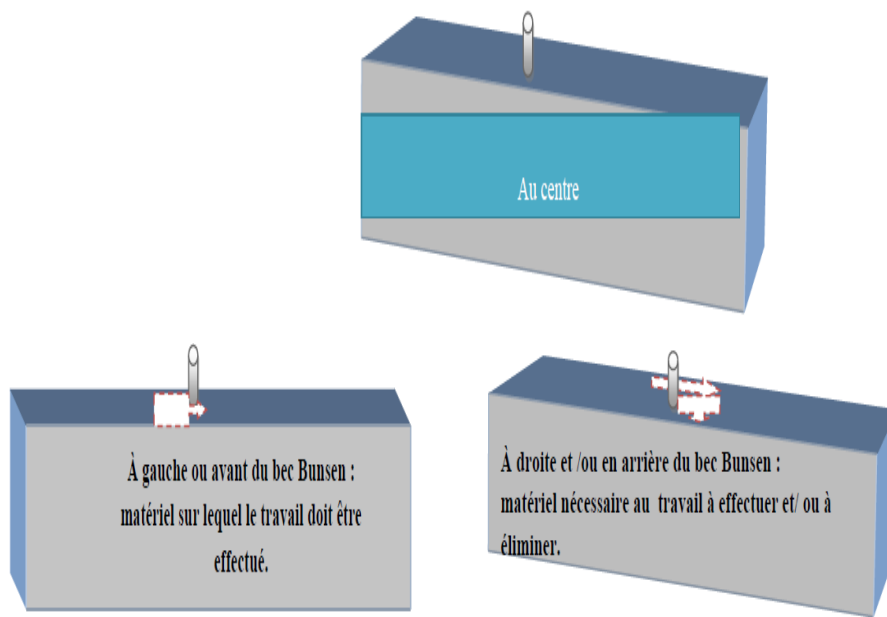 Au centre
À gauche ou avant du bec Bunsen :
matériel sur lequel le travail doit être
effectué.
À droite et /ou en arrière du bec Bunsen :
matériel nécessaire au travail à effectuer et/ ou à
éliminer.